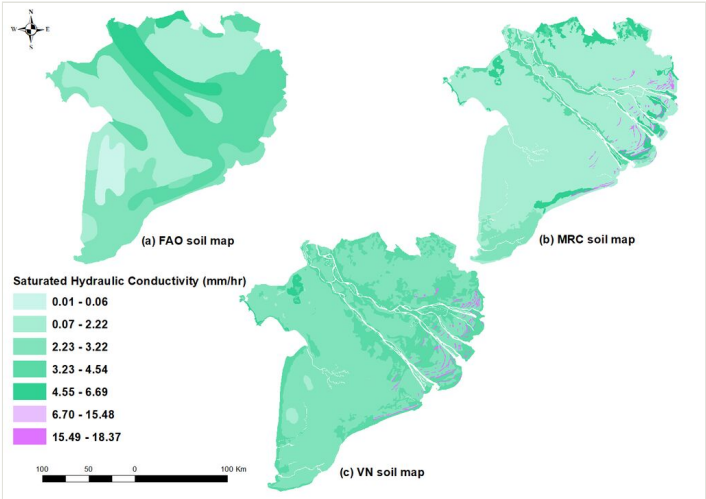 N
W E
S
(a) FAO soil map
(b) MRC soil map
Saturated Hydraulic Conductivity (mm/hr)
0.01 - 0.06
0.07 - 2.22
2.23 - 3.22
3.23 - 4.54
4.55 - 6.69
6.70 - 15.48
15.49 - 18.37
100 50 0 100 Km
(c) VN soil map